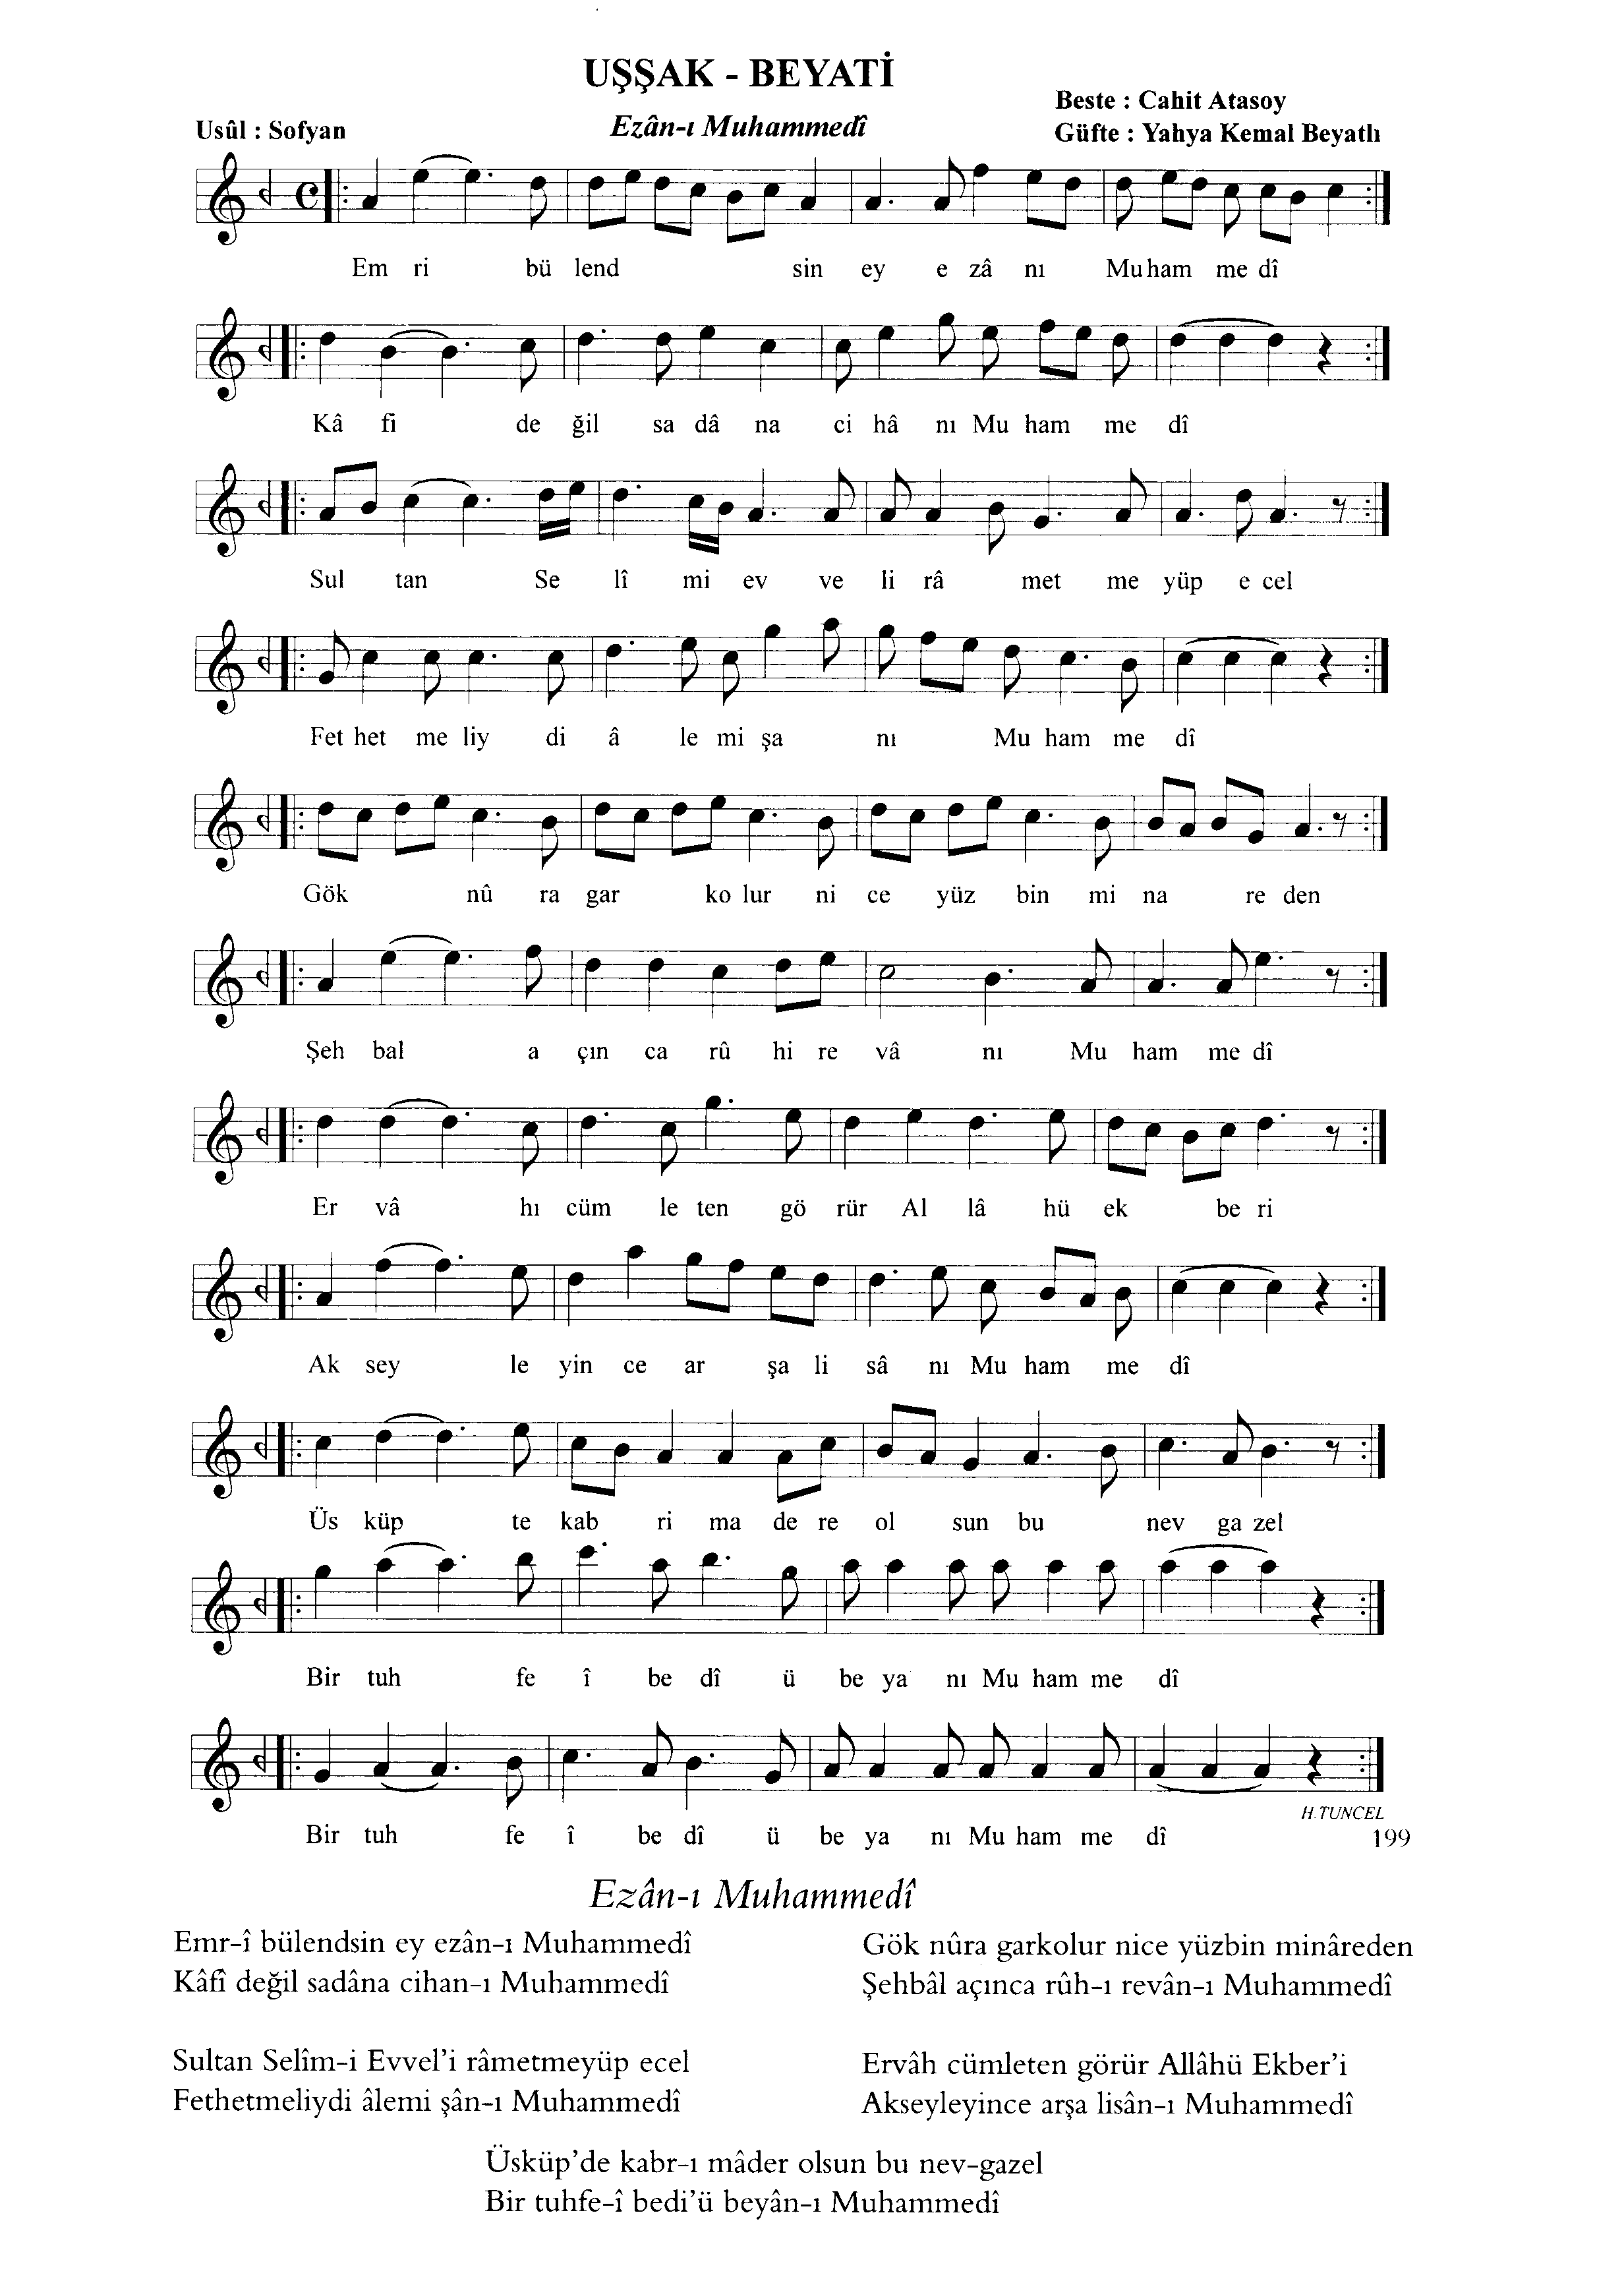 UŞŞAK - BEYATİ
Beste : Cahit Atasoy
Usûl : Sofyan
Ezân-ı Muhammedî
Güfte : Yahya Kemal Beyatlı
Em ri bü lend sin ey e zâ nı Mu ham me dî
Kâ fi de ğil sa dâ na ci hâ nı Mu ham me dî
Sul tan Se lî mi ev ve li râ met me yüp e cel
Fet het me liy di â le mi şa nı Mu ham me dî
Gök nû ra gar ko lur ni ce yüz bin mi na re den
Şeh bal a çın ca rû hi re vâ nı Mu ham me dî
Er vâ hı cüm le ten gö rür Al lâ hü ek be ri
Ak sey le yin ce ar şa li sâ nı Mu ham me dî
Üs küp te kab ri ma de re ol sun bu nev ga zel
Bir tuh fe î be dî ü be ya nı Mu ham me dî
H.TUNCEL
Bir tuh fe î be dî ü be ya nı Mu ham me dî 199
Ezân-ı Muhammedî
Emr-î bülendsin ey ezân-ı Muhammedî
Kâfî değil sadâna cihan-ı Muhammedî
Sultan Selîm-i Evvel'i râmetmeyüp ecel
Fethetmeliydi âlemi şân-ı Muhammedî
Gök nûra garkolur nice yüzbin minâreden
Şehbâl açınca rûh-ı revân-ı Muhammedî
Ervâh cümleten görür Allâhü Ekber'i
Akseyleyince arşa lisân-ı Muhammedî
Üsküp'de kabr-ı mâder olsun bu nev-gazel
Bir tuhfe-î bedi'ü beyân-ı Muhammedî